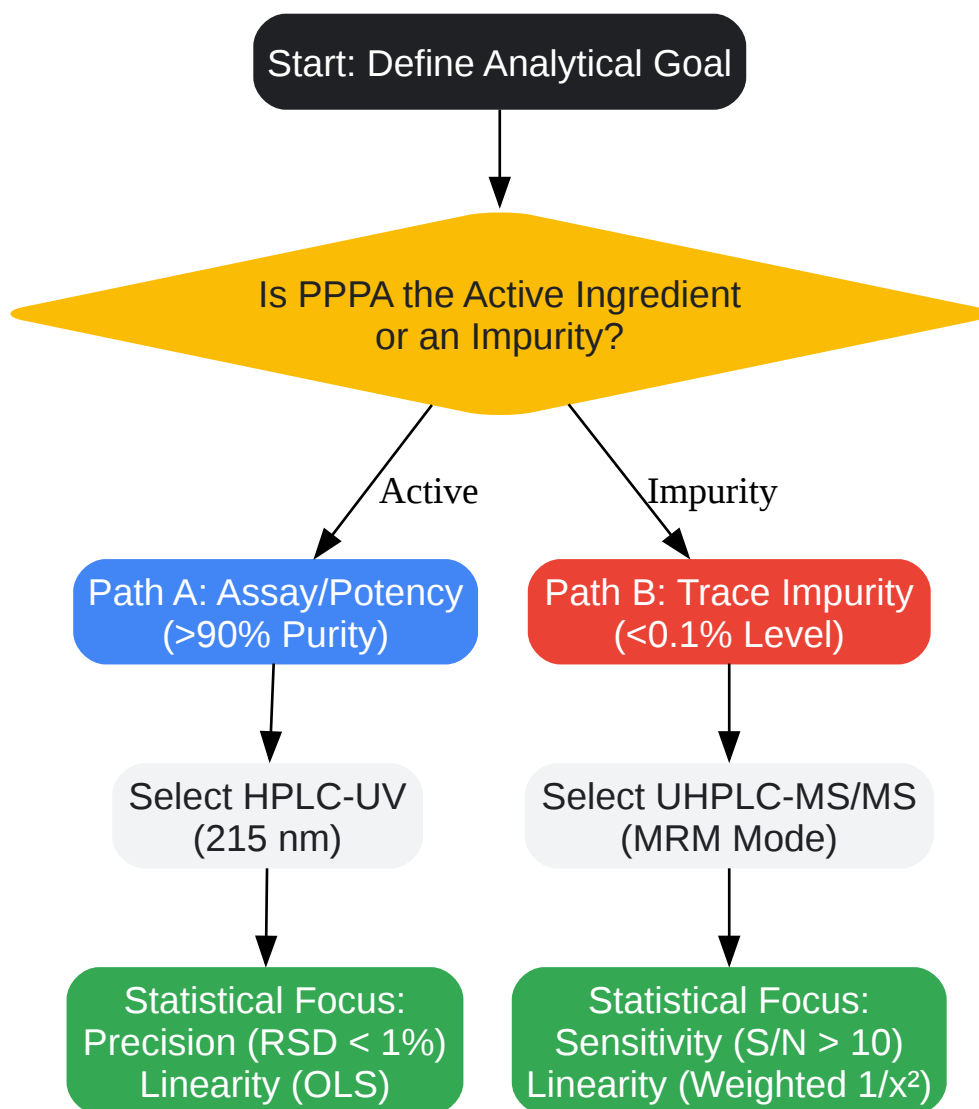 Start: Define Analytical Goal
Is PPPA the Active Ingredient
or an Impurity?
Active
Impurity
Path A: Assay/Potency
(>90% Purity)
Path B: Trace Impurity
(<0.1% Level)
Select HPLC-UV
(215 nm)
Select UHPLC-MS/MS
(MRM Mode)
Statistical Focus:
Precision (RSD < 1%)
Linearity (OLS)
Statistical Focus:
Sensitivity (S/N > 10)
Linearity (Weighted 1/x²)